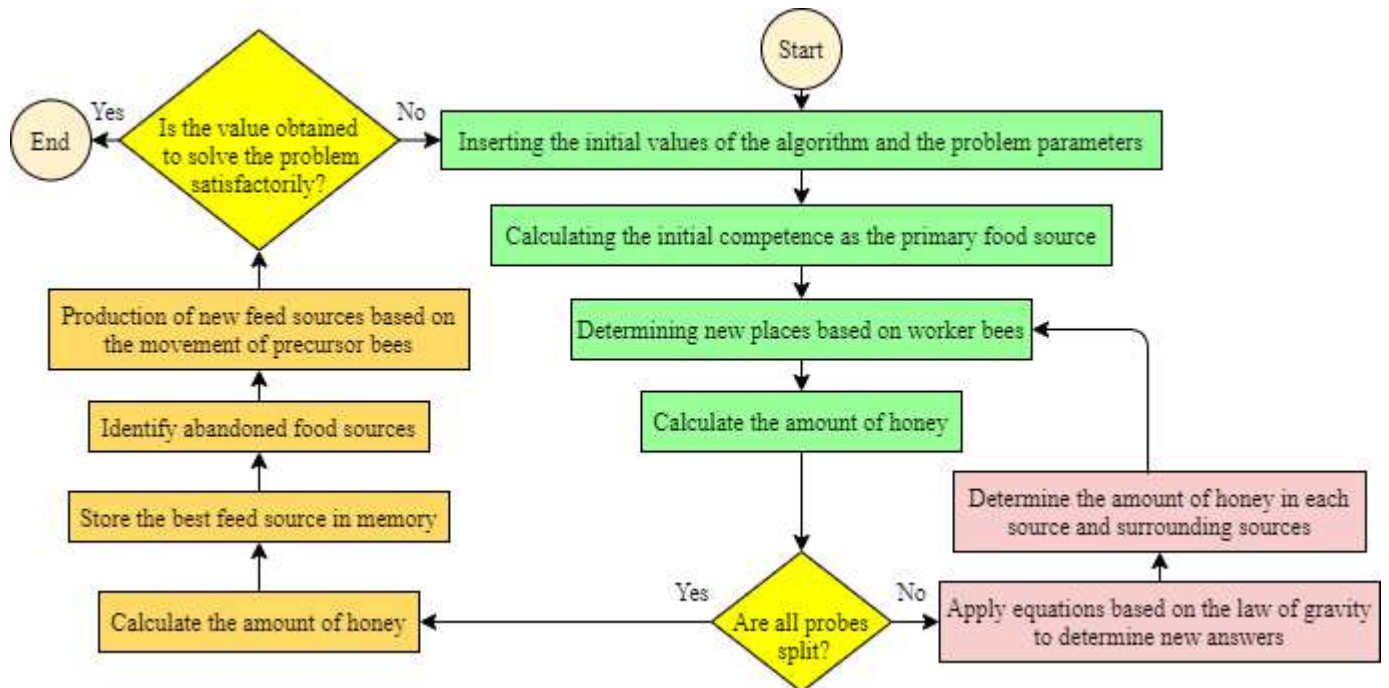 Start
Inserting the initial values of the algorithm and the problem parameters
Calculating the initial competence as the primary food source
Determining new places based on worker bees
Calculate the amount of honey
Are all probes
split?
No
Apply equations based on the law of gravity
to determine new answers
Determine the amount of honey in each
source and surrounding sources
Yes
Calculate the amount of honey
Store the best feed source in memory
Identify abandoned food sources
Production of new feed sources based on
the movement of precursor bees
Is the value obtained
to solve the problem
satisfactorily?
No
Yes
End